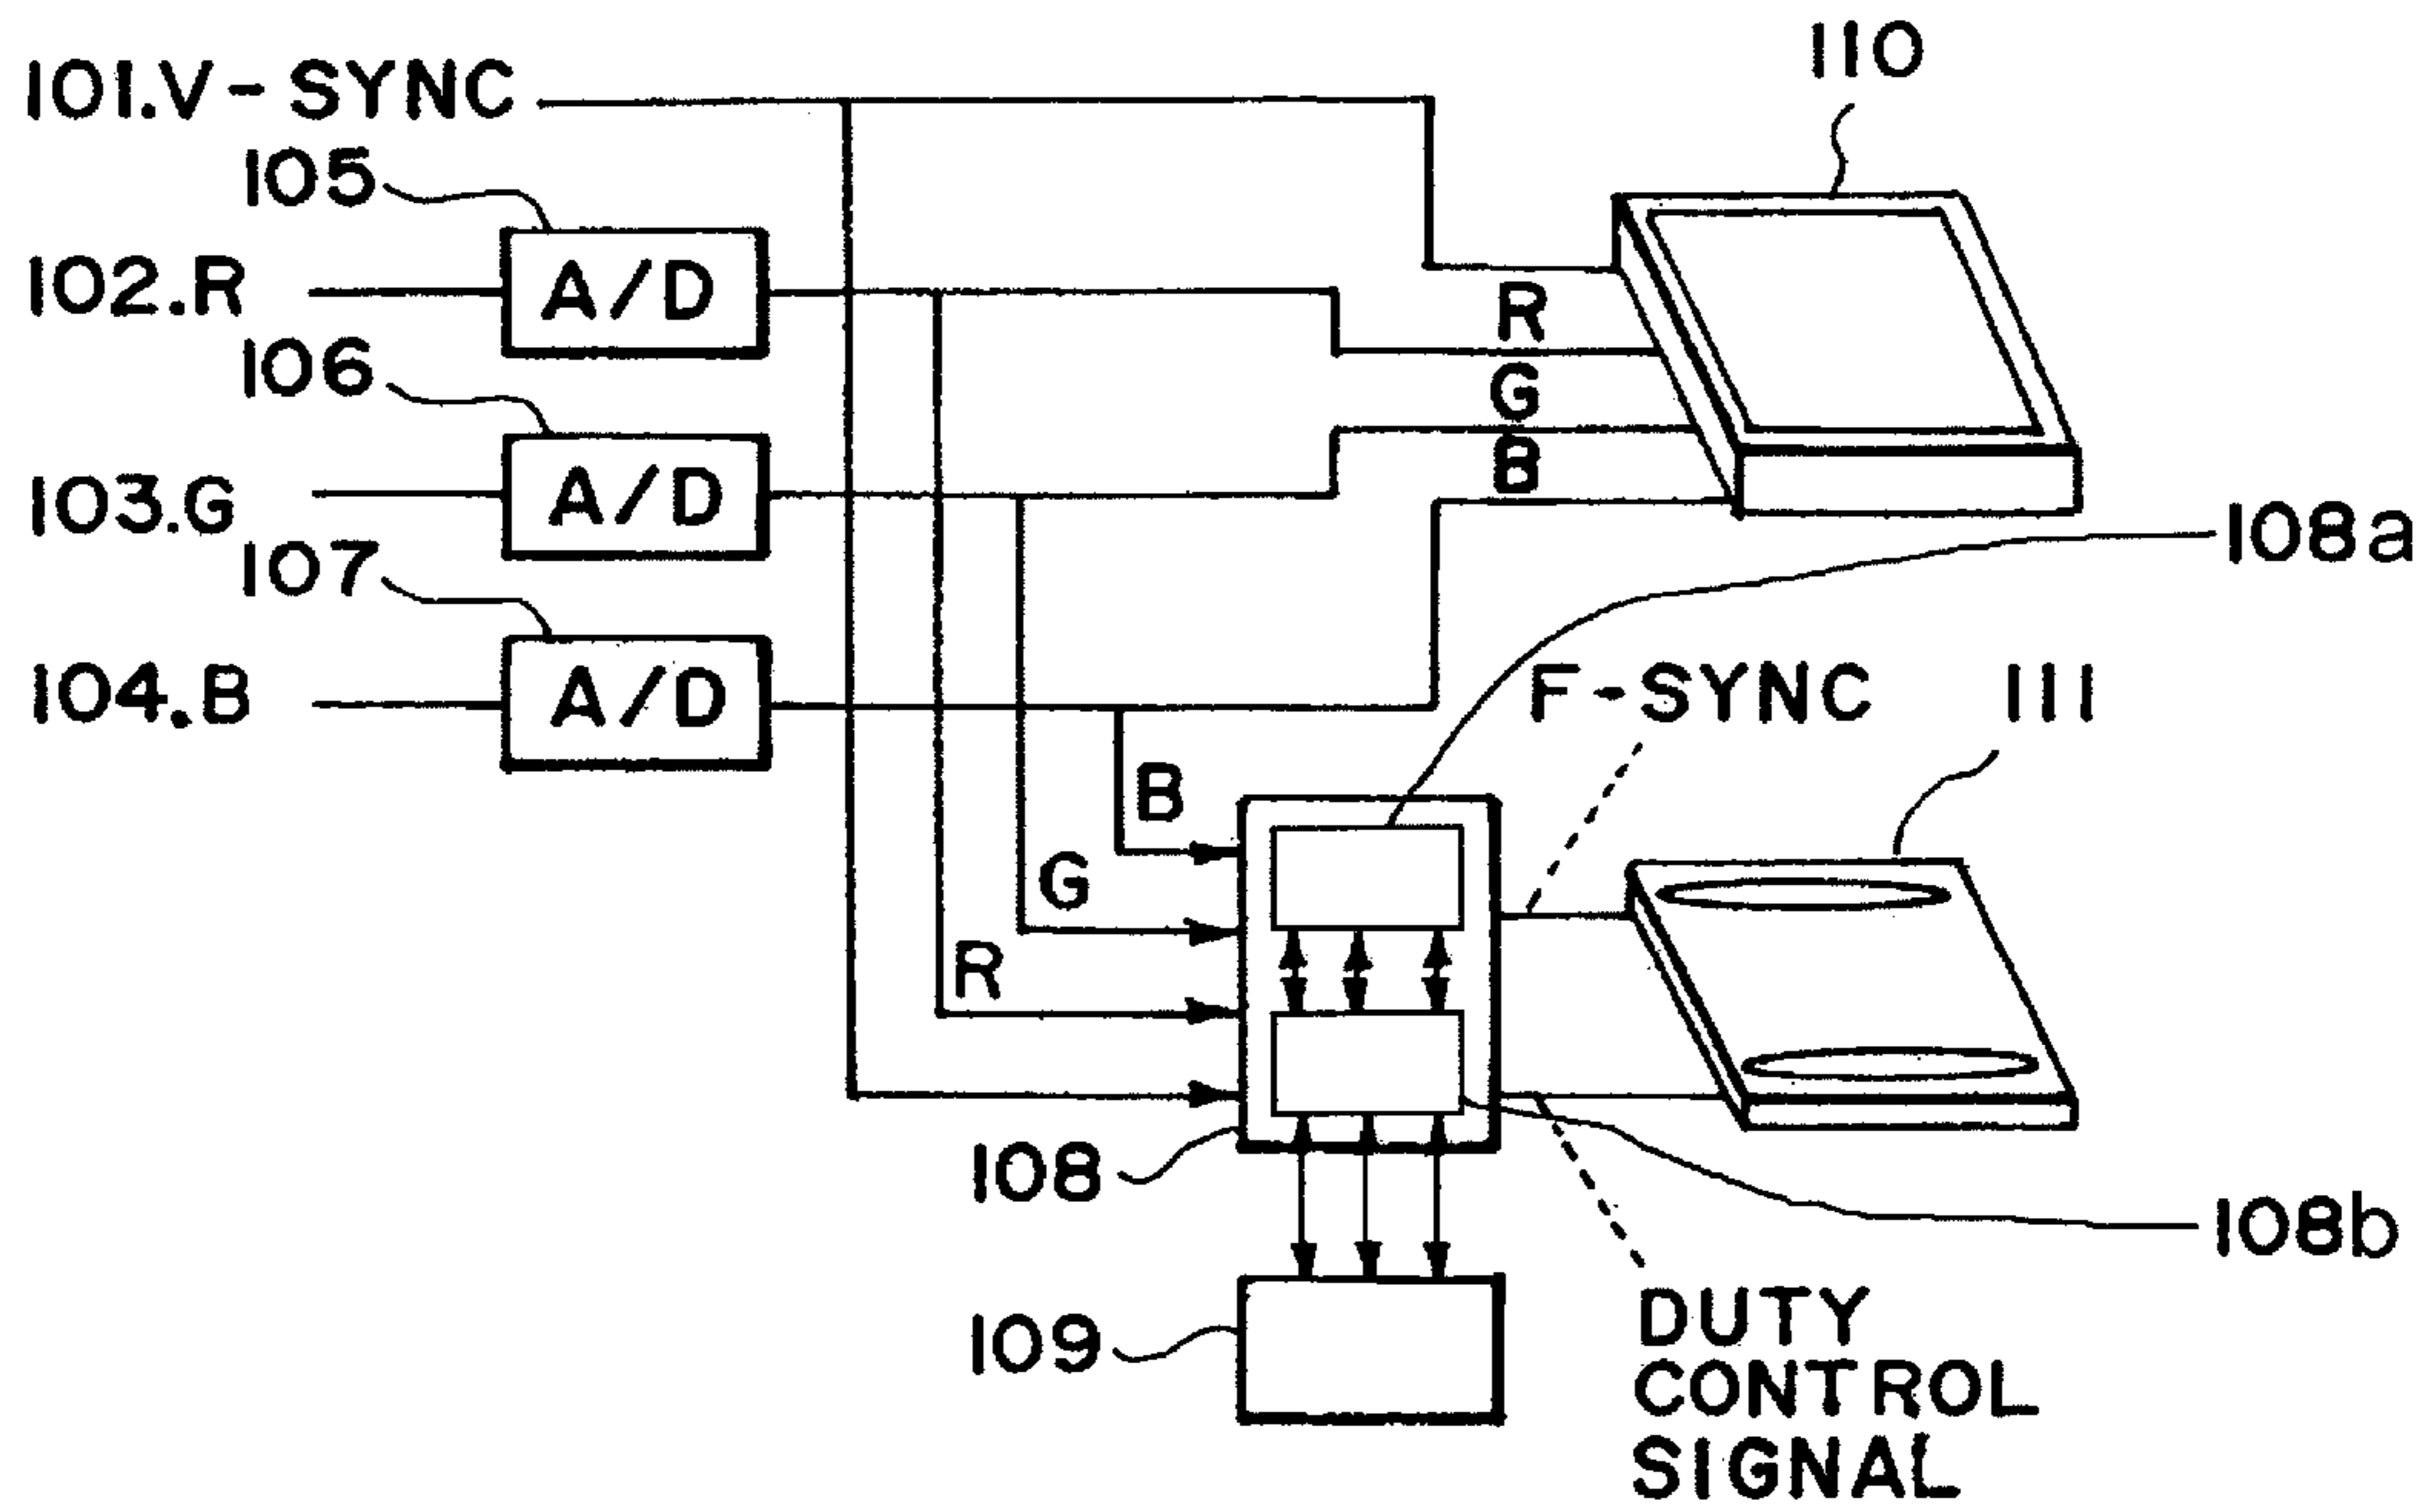 110
101.V-SYNC
105
102.R
A/D
R
106
G
103.G
A/D
B
108a
107
104.B
A/D
F-SYNC
111
B
G
R
108
108b
109
DUTY
CONTROL
SIGNAL